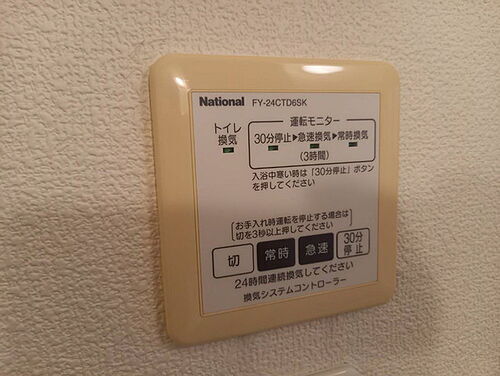 National FY-24CTD6SK
トイレ
換気
運転モニター
30分停止▶急速換気▶常時換気
(3時間)
入浴中寒い時は「30分停止」ボタン
を押してください
お手入れ時運転を停止する場合は
切を3秒以上押してください
切 常時 急速 30分
停止
24時間連続換気してください
換気システムコントローラー